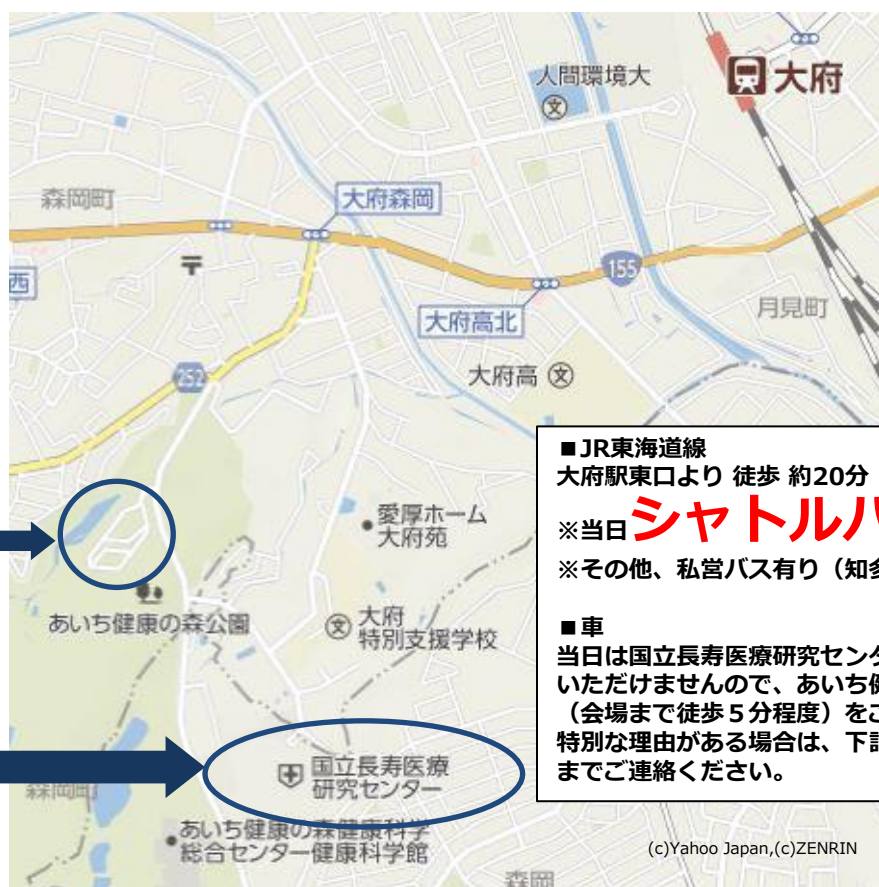 人間環境大
大府
森岡町
大府森岡
西
155
大府高北
月見町
252
大府高
■JR東海道線
大府駅東口より 徒歩 約20分
※当日シャトルバ
※その他、私営バス有り（知多
■車
当日は国立長寿医療研究センタ
いただけませんので、あいち健
（会場まで徒歩５分程度）をご
特別な理由がある場合は、下記
までご連絡ください。
愛厚ホーム
大府苑
あいち健康の森公園
大府
特別支援学校
国立長寿医療
研究センター
森岡町
あいち健康の森健康科学
総合センター健康科学館
(c)Yahoo Japan,(c)ZENRIN
森岡